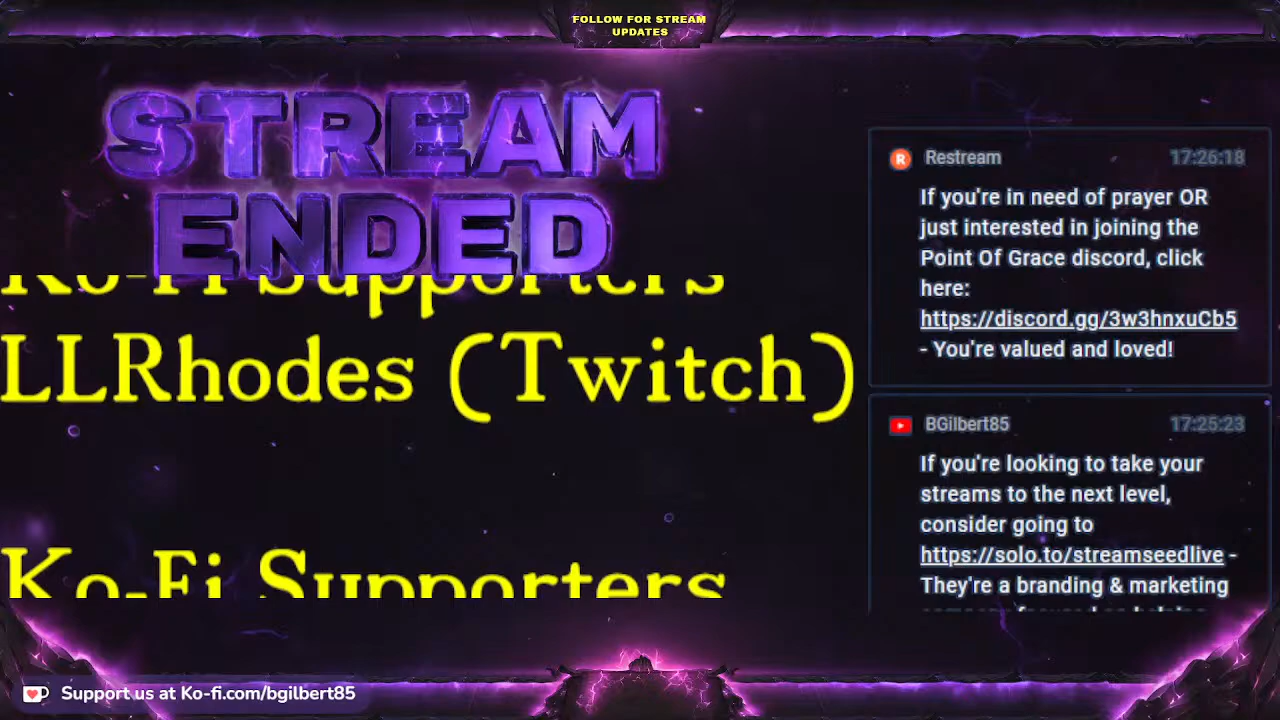 FOLLOW FOR STREAM
UPDATES
STREAM
ENDED
Ko-Fi Supporters
LLRhodes (Twitch)
Ko-Fi Supporters
Restream 17:26:18
If you're in need of prayer OR
just interested in joining the
Point Of Grace discord, click
here:
https://discord.gg/3w3hnxuCb5
- You're valued and loved!
BGilbert85 17:25:23
If you're looking to take your
streams to the next level,
consider going to
https://solo.to/streamseedlive -
They're a branding & marketing
Support us at Ko-fi.com/bgilbert85